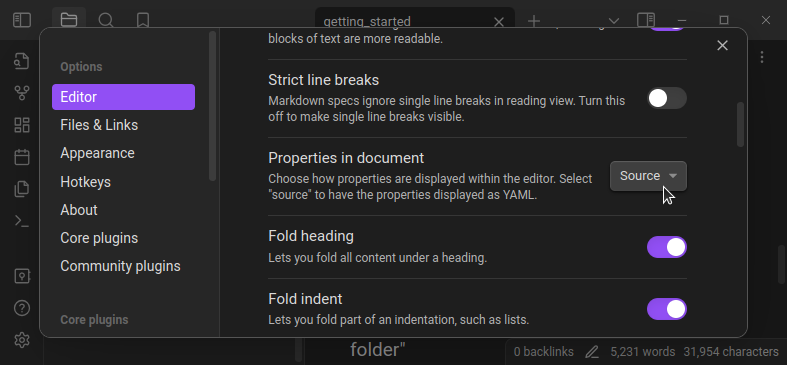 getting_started
blocks of text are more readable.
Options
Editor
Files & Links
Appearance
Hotkeys
About
Core plugins
Community plugins
Core plugins
Strict line breaks
Markdown specs ignore single line breaks in reading view. Turn this
off to make single line breaks visible.
Properties in document
Choose how properties are displayed within the editor. Select
"source" to have the properties displayed as YAML.
Source
Fold heading
Lets you fold all content under a heading.
Fold indent
Lets you fold part of an indentation, such as lists.
folder"
0 backlinks
5,231 words
31,954 characters